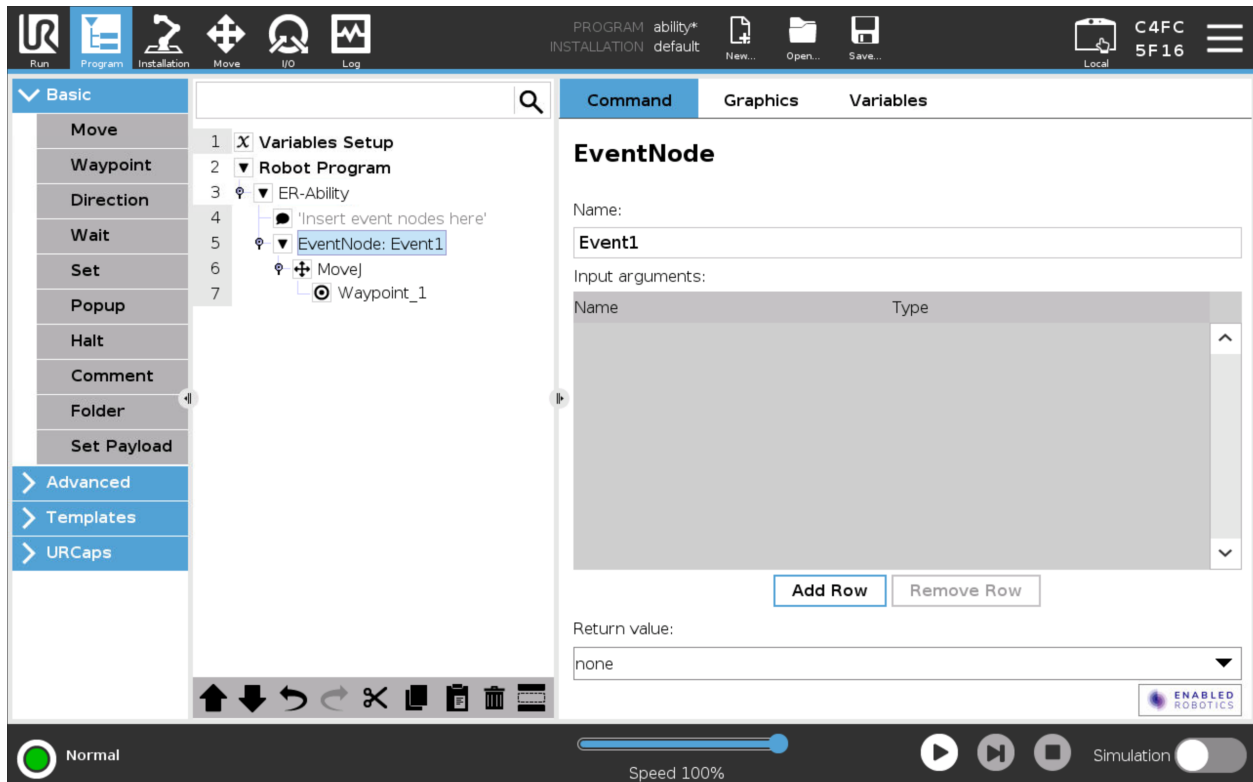 PROGRAM ability*
INSTALLATION default
C4FC
5F16
Run
Program
Installation
Move
I/O
Log
New...
Open...
Save...
Local
Basic
Move
Waypoint
Direction
Wait
Set
Popup
Halt
Comment
Folder
Set Payload
Advanced
Templates
URCaps
1 X Variables Setup
2 Robot Program
3 ER-Ability
4 'Insert event nodes here'
5 EventNode: Event1
6 MoveJ
7 Waypoint_1
Command Graphics Variables
EventNode
Name:
Event1
Input arguments:
Name Type
Add Row Remove Row
Return value:
none
ENABLED
ROBOTICS
Normal
Speed 100%
Simulation